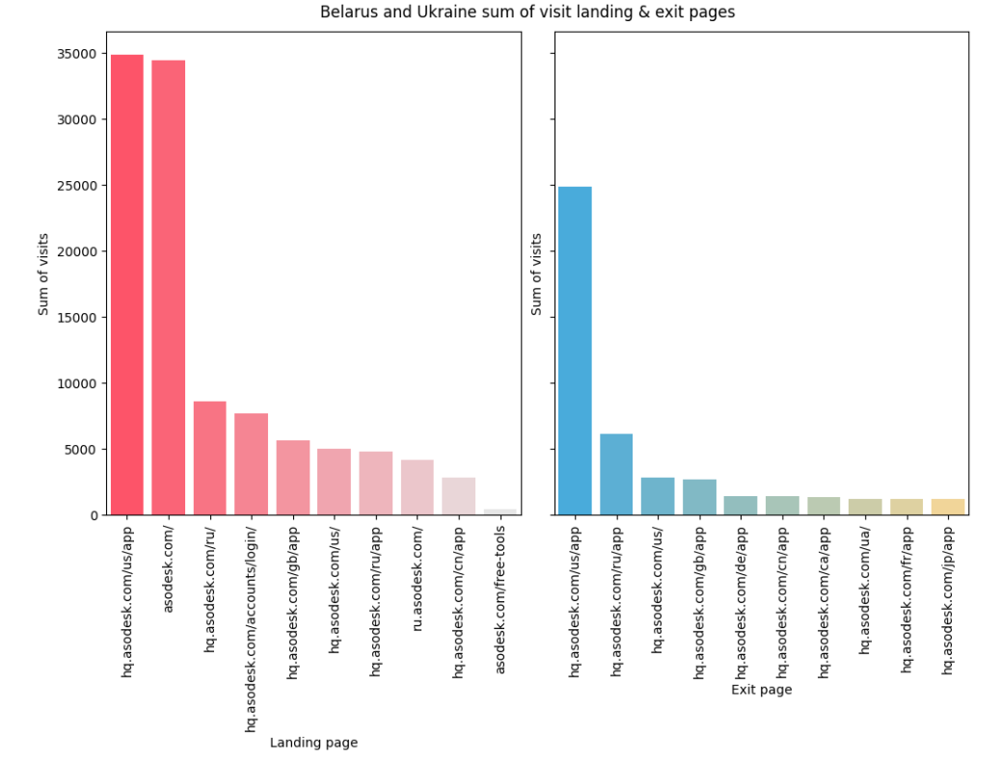 Belarus and Ukraine sum of visit landing & exit pages
Sum of visits
35000
30000
25000
20000
15000
10000
5000
0
hq.asodesk.com/us/app
asodesk.com/
hq.asodesk.com/ru/
hq.asodesk.com/accounts/login/
hq.asodesk.com/gb/app
hq.asodesk.com/us/
hq.asodesk.com/ru/app
ru.asodesk.com/
hq.asodesk.com/cn/app
asodesk.com/free-tools
Landing page
Sum of visits
hq.asodesk.com/us/app
hq.asodesk.com/ru/app
hq.asodesk.com/us/
hq.asodesk.com/gb/app
hq.asodesk.com/de/app
hq.asodesk.com/cn/app
hq.asodesk.com/ca/app
hq.asodesk.com/ua/
hq.asodesk.com/fr/app
hq.asodesk.com/jp/app
Exit page